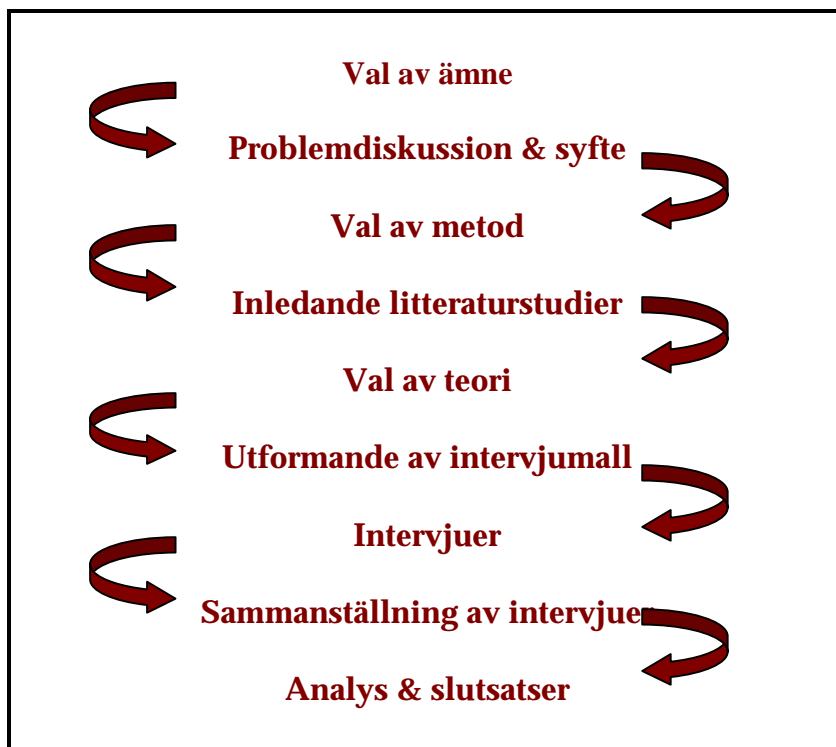 Val av ämne
Problemdiskussion & syfte
Val av metod
Inledande litteraturstudier
Val av teori
Utformande av intervjumall
Intervjuer
Sammanställning av intervjuer
Analys & slutsatser